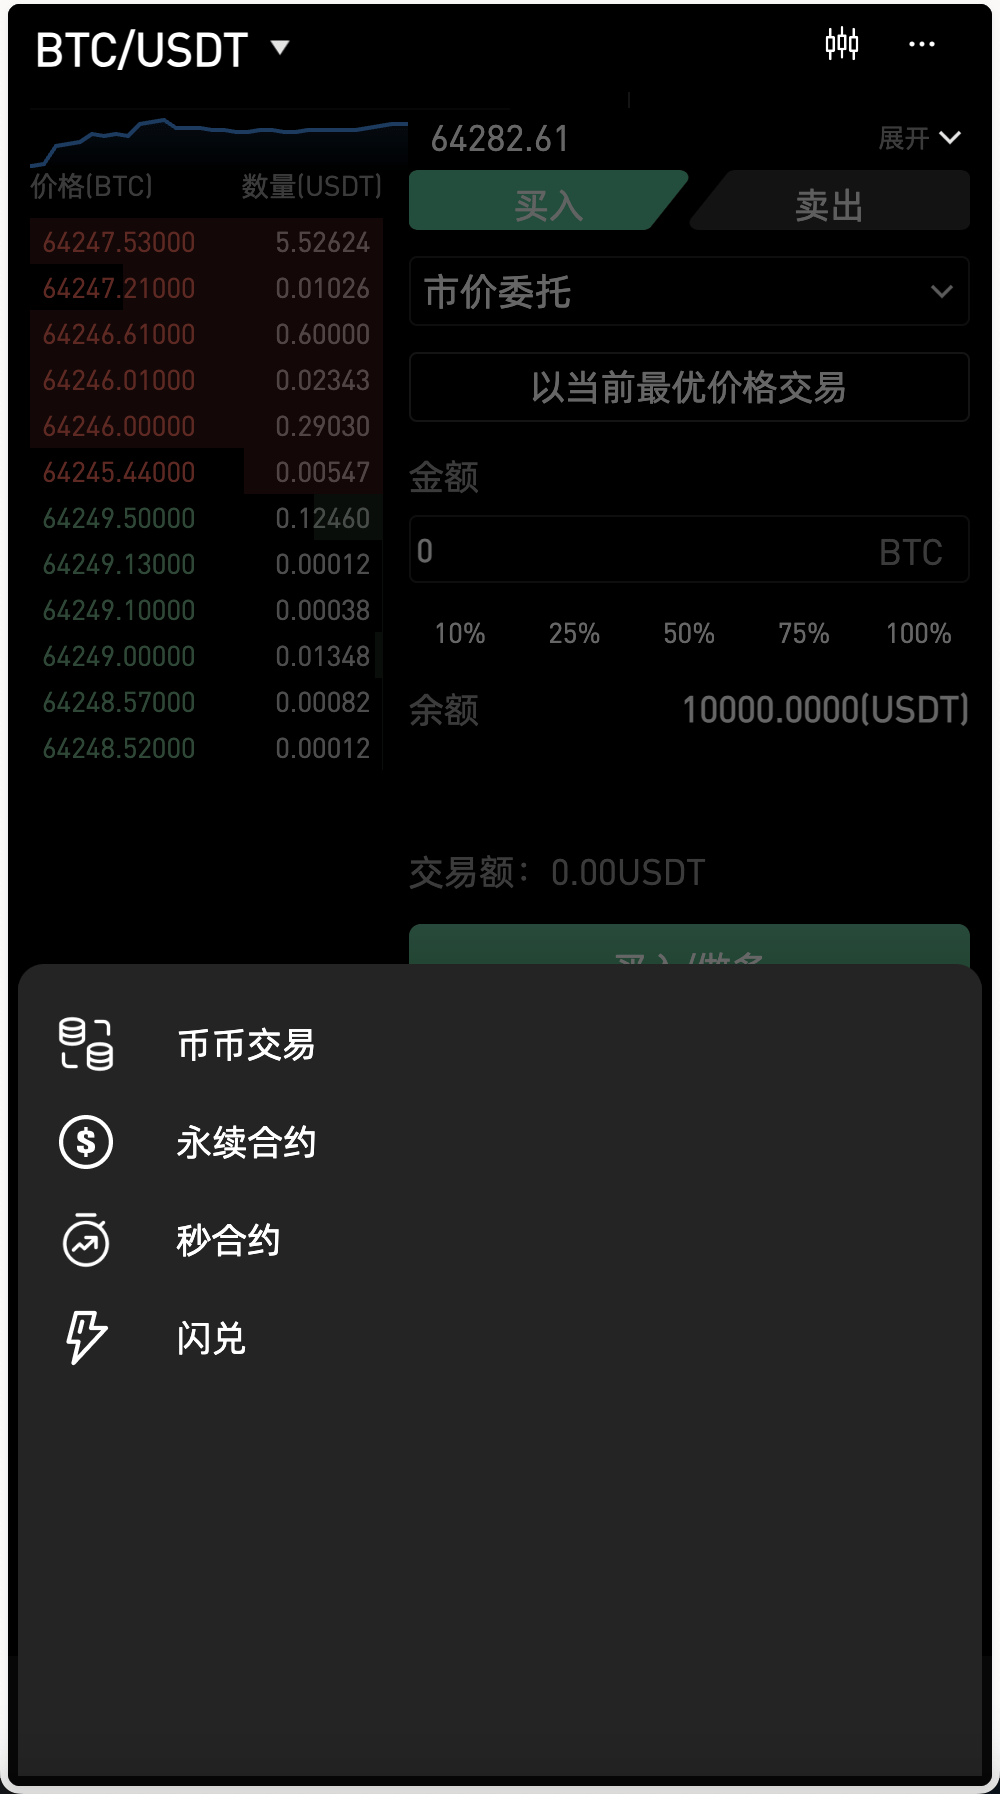 BTC/USDT
64282.61
展开
价格(BTC) 数量(USDT)
买入 卖出
64247.53000 5.52624
64247.21000 0.01026
64246.61000 0.60000
64246.01000 0.02343
64246.00000 0.29030
64245.44000 0.00547
64249.50000 0.12460
64249.13000 0.00012
64249.10000 0.00038
64249.00000 0.01348
64248.57000 0.00082
64248.52000 0.00012
市价委托
以当前最优价格交易
金额
0 BTC
10% 25% 50% 75% 100%
余额 10000.0000(USDT)
交易额：0.00USDT
买入/做多
币币交易
永续合约
秒合约
闪兑